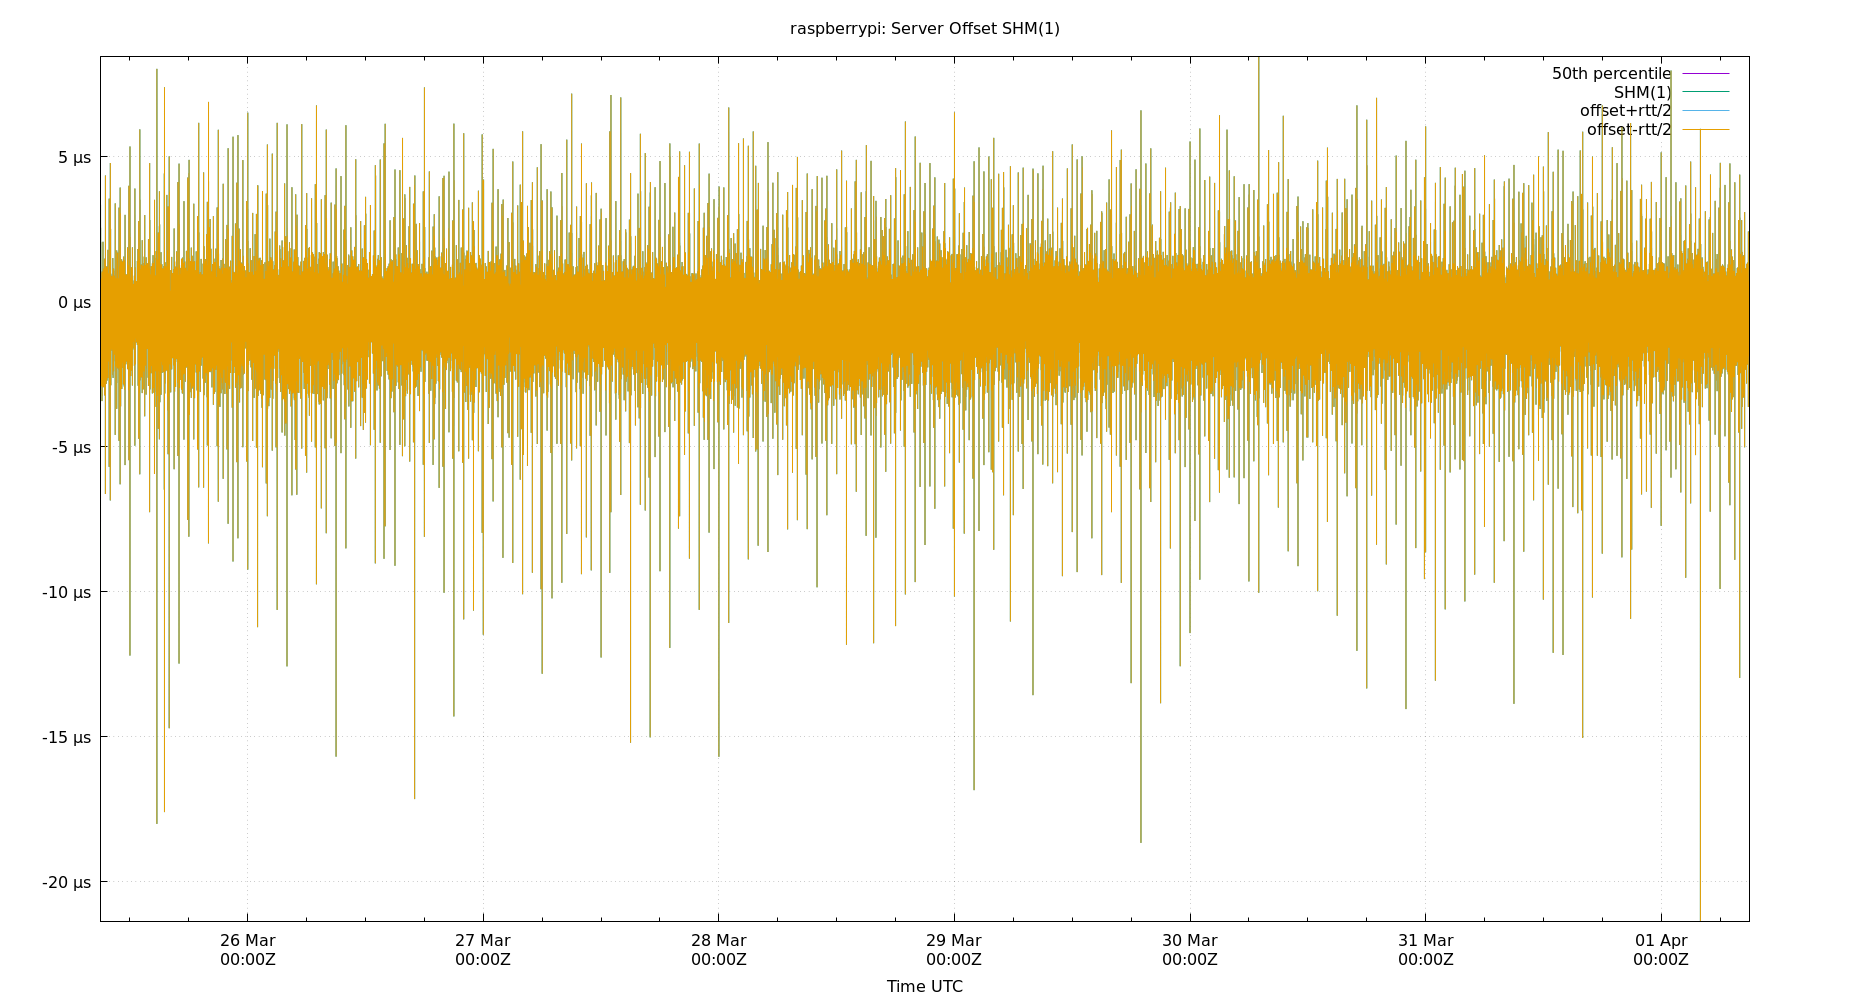 raspberrypi: Server Offset SHM(1)
50th percentile
SHM(1)
offset+rtt/2
offset-rtt/2
5 µs
0 µs
-5 µs
-10 µs
-15 µs
-20 µs
26 Mar 27 Mar 28 Mar 29 Mar 30 Mar 31 Mar 01 Apr
00:00Z 00:00Z 00:00Z 00:00Z 00:00Z 00:00Z 00:00Z
Time UTC